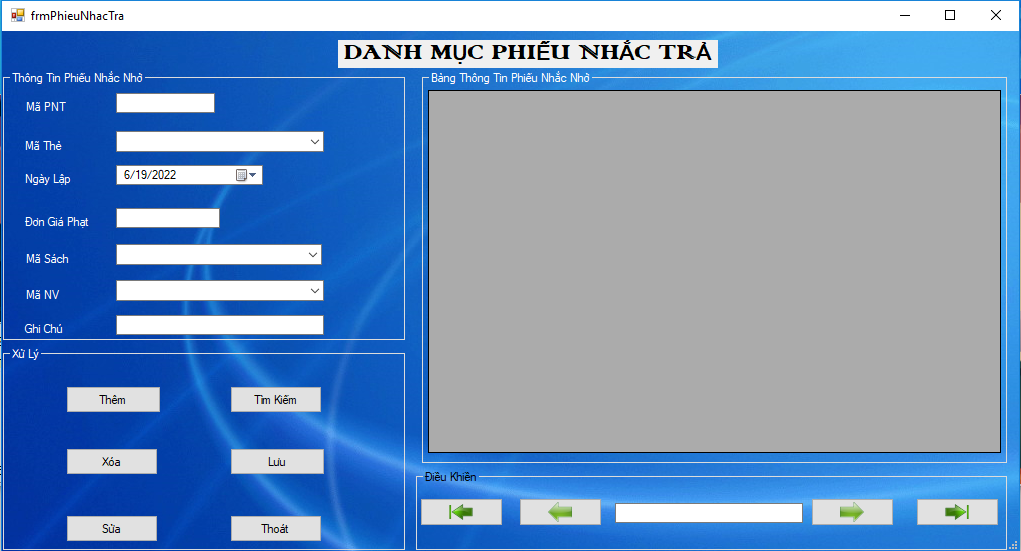 frmPhieuNhacTra
DANH MỤC PHIẾU NHẮC TRẢ
Thông Tin Phiếu Nhắc Nhở
Mã PNT
Mã Thẻ
Ngày Lập
6/19/2022
Đơn Giá Phạt
Mã Sách
Mã NV
Ghi Chú
Xử Lý
Thêm
Tìm Kiếm
Xóa
Lưu
Sửa
Thoát
Bảng Thông Tin Phiếu Nhắc Nhở
Điều Khiển